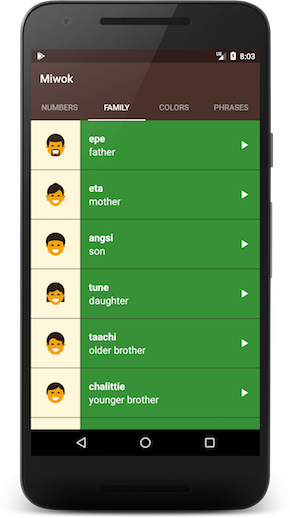 8:03
Miwok
NUMBERS FAMILY COLORS PHRASES
epe
father
eta
mother
angsi
son
tune
daughter
taachi
older brother
chalittie
younger brother